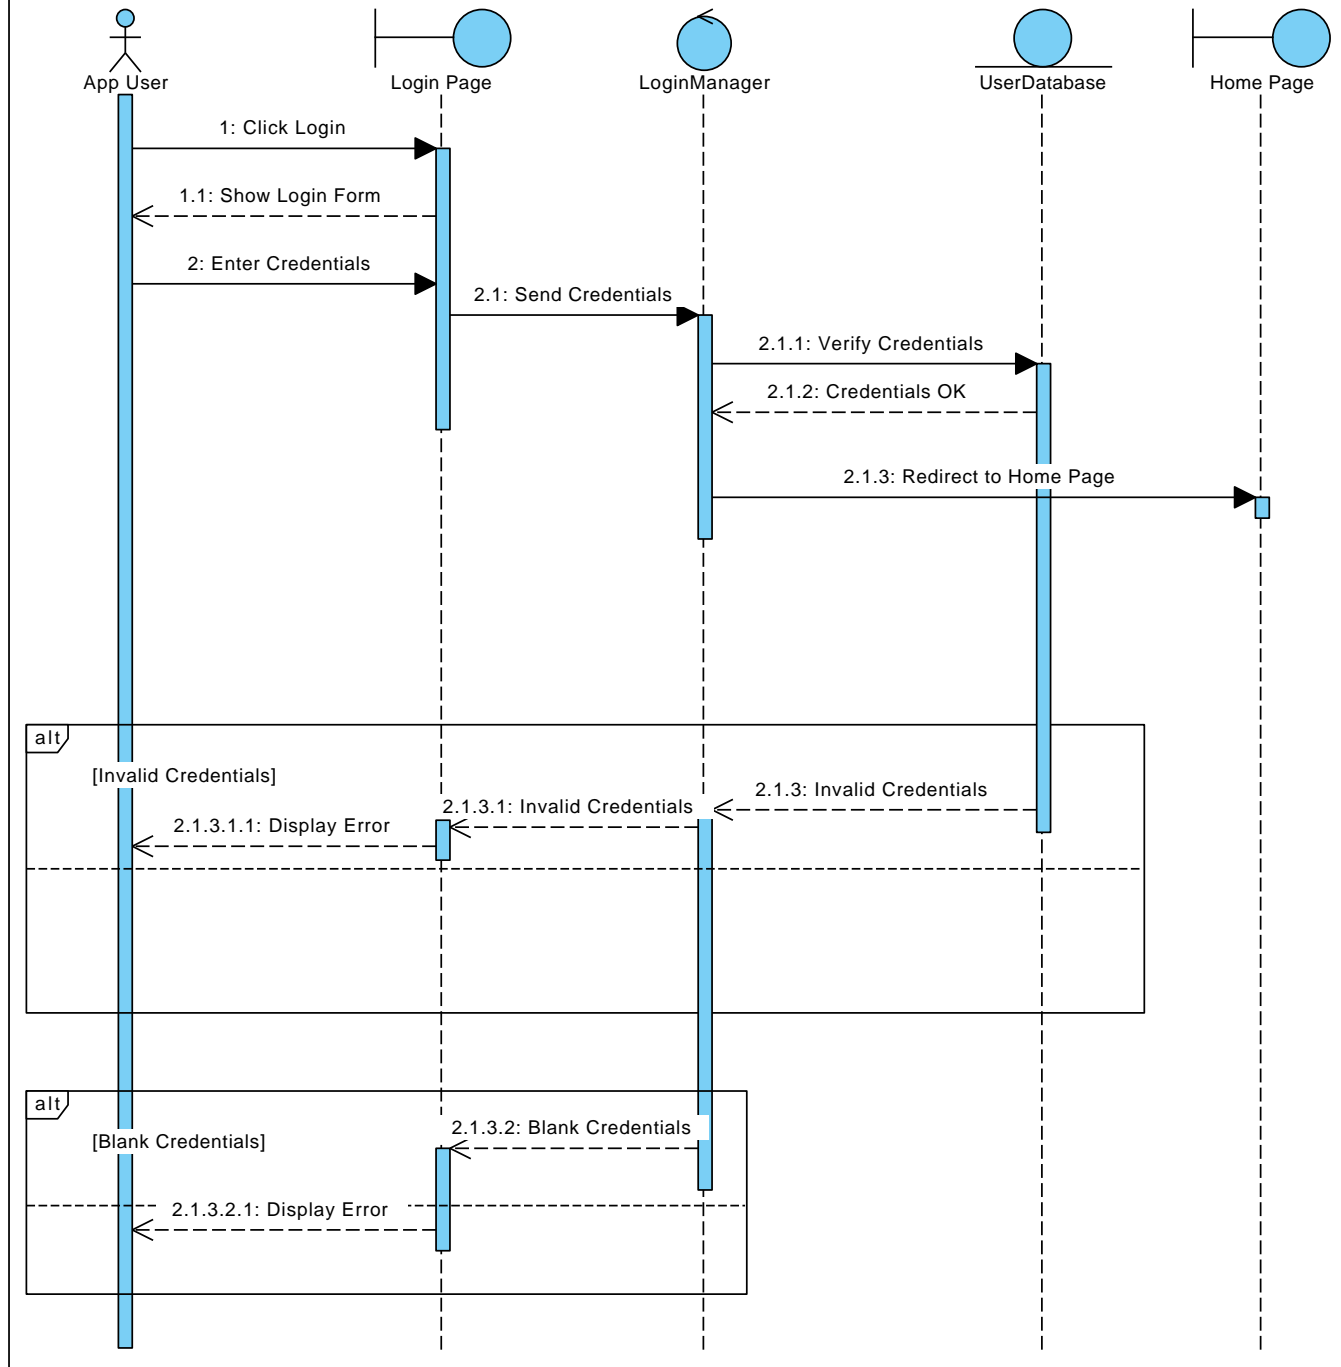 App User
Login Page
LoginManager
UserDatabase
Home Page
1: Click Login
1.1: Show Login Form
2: Enter Credentials
2.1: Send Credentials
2.1.1: Verify Credentials
2.1.2: Credentials OK
2.1.3: Redirect to Home Page
alt
[Invalid Credentials]
2.1.3: Invalid Credentials
2.1.3.1: Invalid Credentials
2.1.3.1.1: Display Error
alt
[Blank Credentials]
2.1.3.2: Blank Credentials
2.1.3.2.1: Display Error